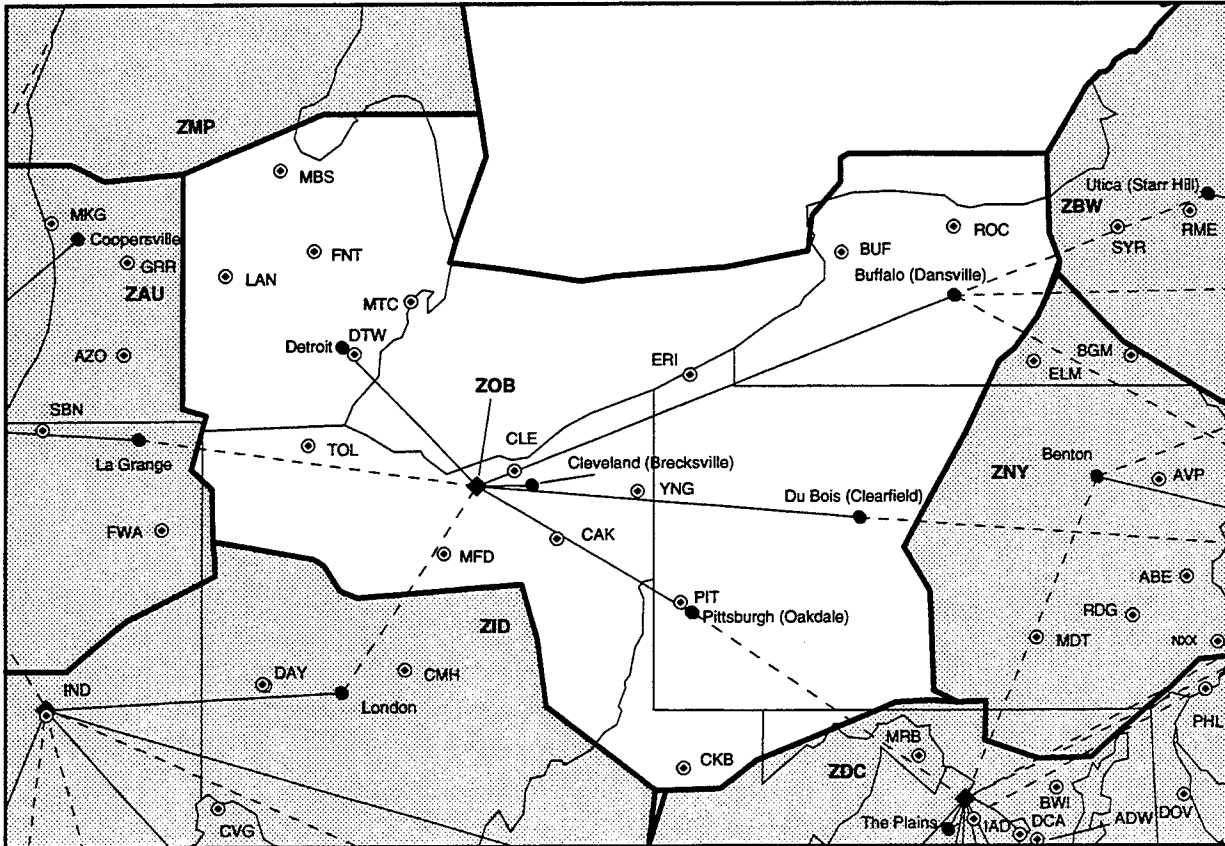 ZMP
MBS
Utica (Starr Hill)
ZBW
RME
MKG
Coopersville
ROC
SYR
BUF
FNT
GRR
LAN
Buffalo (Dansville)
ZAU
MTC
DTW
Detroit
AZO
ERI
BGM
ELM
ZOB
SBN
CLE
TOL
La Grange
Cleveland (Brecksville)
ZNY
Benton
AVP
YNG
Du Bois (Clearfield)
FWA
CAK
MFD
ABE
PIT
Pittsburgh (Oakdale)
RDG
ZID
MDT
NXX
DAY
CMH
IND
London
PHL
MRB
CKB
ZDC
BWI
CVG
The Plains
IAD
DCA
ADW
DOV